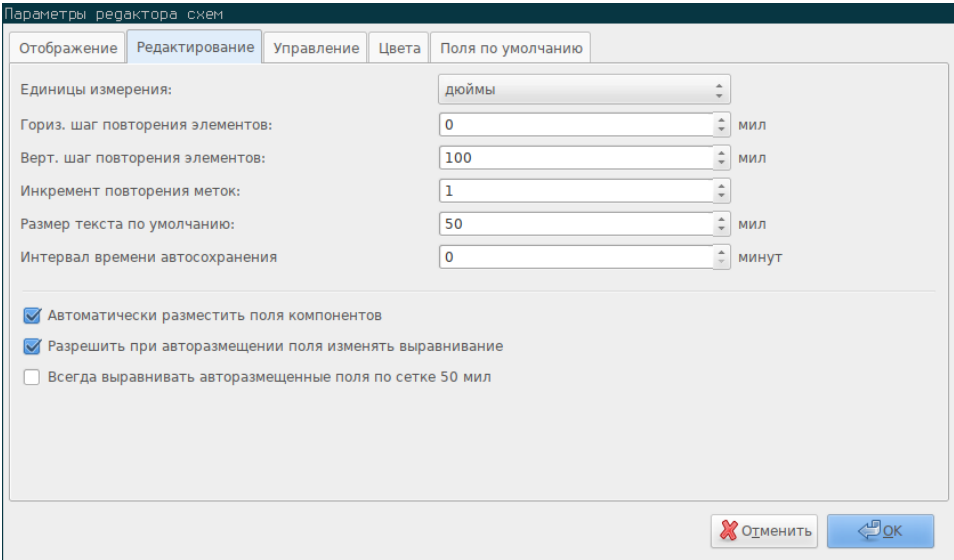 Параметры редактора схем
Отображение Редактирование Управление Цвета Поля по умолчанию
Единицы измерения: дюймы
Гориз. шаг повторения элементов: 0 мил
Верт. шаг повторения элементов: 100 мил
Инкремент повторения меток: 1
Размер текста по умолчанию: 50 мил
Интервал времени автосохранения 0 минут
Автоматически разместить поля компонентов
Разрешить при авторазмещении поля изменять выравнивание
Всегда выравнивать авторазмещенные поля по сетке 50 мил
Отменить OK